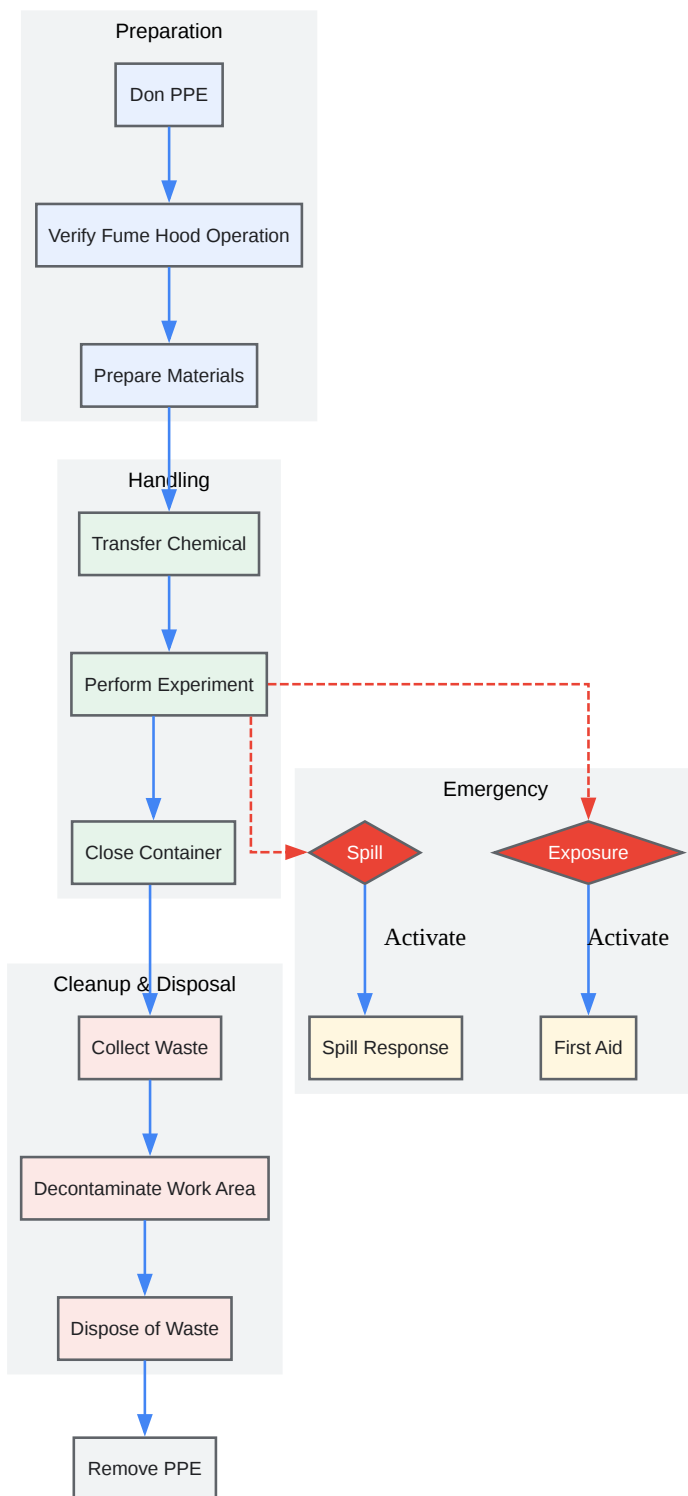 Preparation
Don PPE
Verify Fume Hood Operation
Prepare Materials
Handling
Transfer Chemical
Perform Experiment
Close Container
Emergency
Spill
Exposure
Activate
Activate
Spill Response
First Aid
Cleanup & Disposal
Collect Waste
Decontaminate Work Area
Dispose of Waste
Remove PPE